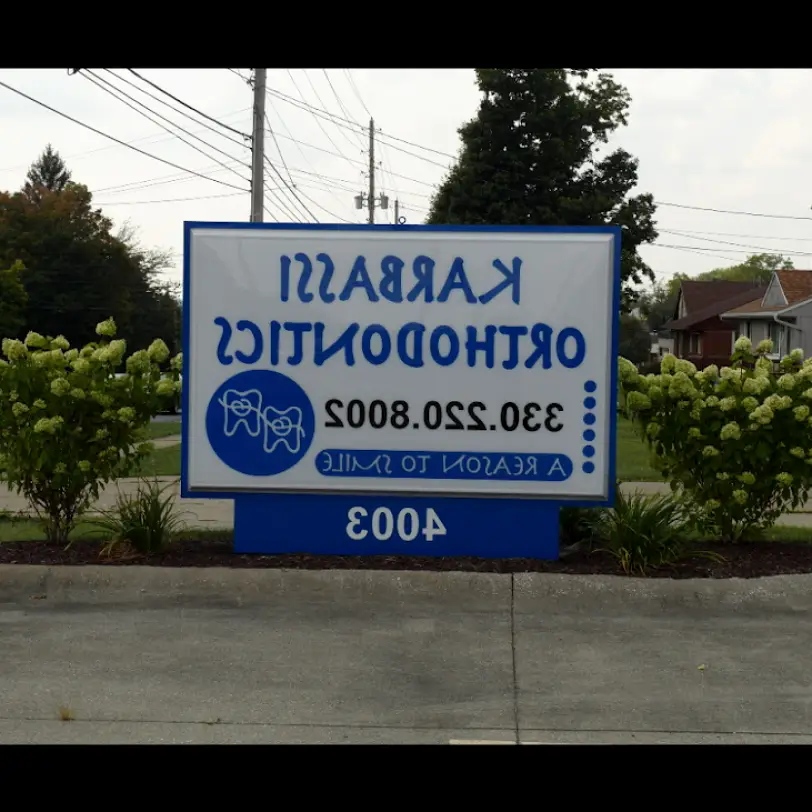 KARBASSI
ORTHODONTICS
330.220.8002
A REASON TO SMILE
4003